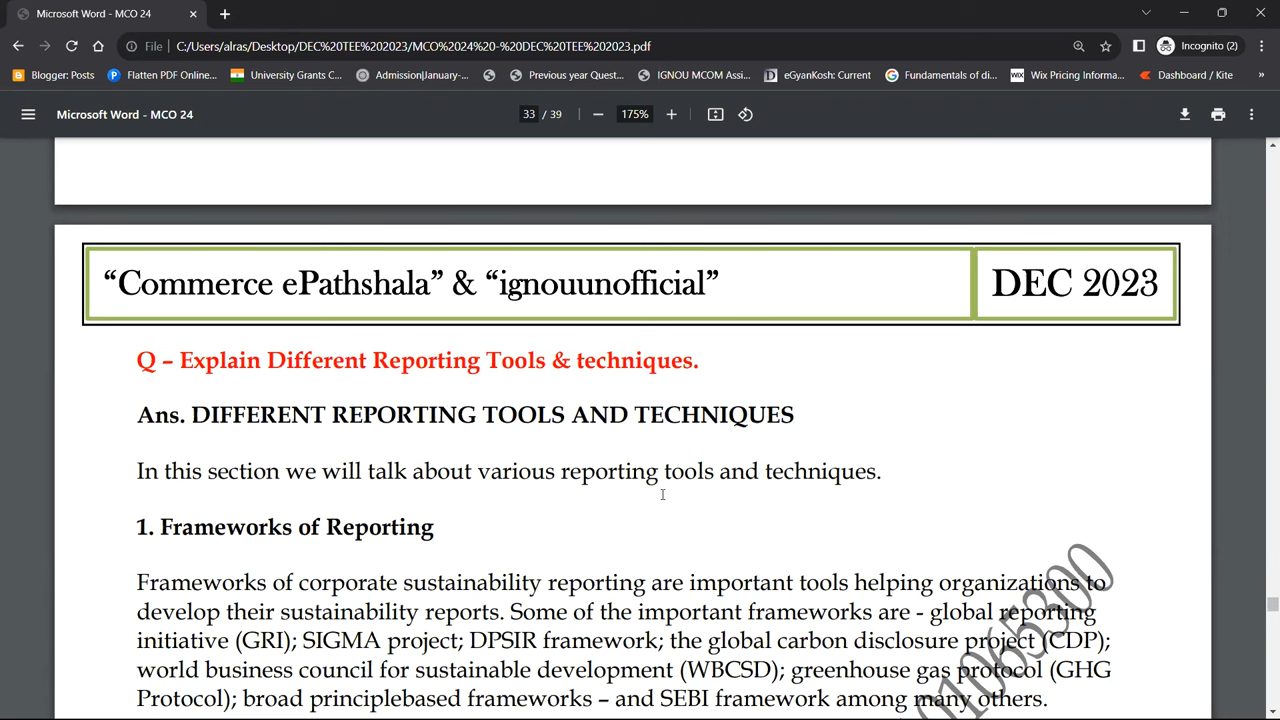 Microsoft Word - MCO 24
Incognito (2)
File C:/Users/alras/Desktop/DEC%20TEE%202023/MCO%2024%20-%20DEC%20TEE%202023.pdf
Blogger: Posts Flatten PDF Online... University Grants C... Admission|January-... Previous year Quest... IGNOU MCOM Assi... eGyanKosh: Current Fundamentals of di... WIX Wix Pricing Informa... Dashboard / Kite »
Microsoft Word - MCO 24 33 / 39 175%
“Commerce ePathshala” & “ignouunofficial” DEC 2023
Q – Explain Different Reporting Tools & techniques.
Ans. DIFFERENT REPORTING TOOLS AND TECHNIQUES
In this section we will talk about various reporting tools and techniques.
1. Frameworks of Reporting
Frameworks of corporate sustainability reporting are important tools helping organizations to
develop their sustainability reports. Some of the important frameworks are - global reporting
initiative (GRI); SIGMA project; DPSIR framework; the global carbon disclosure project (CDP);
world business council for sustainable development (WBCSD); greenhouse gas protocol (GHG
Protocol); broad principlebased frameworks – and SEBI framework among many others.
01065300